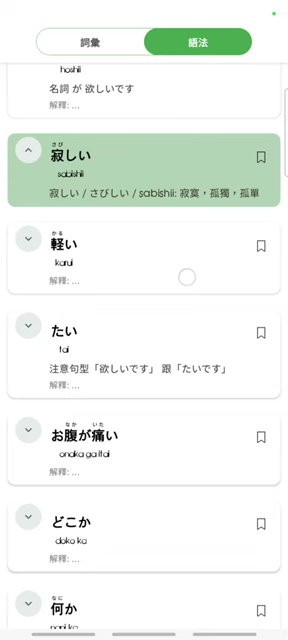 詞彙
語法
hoshii
名詞 が 欲しいです
解釋: ...
さび
寂しい
sabishii
寂しい / さびしい / sabishii: 寂寞，孤獨，孤單
かる
軽い
karui
解釋: ...
たい
tai
注意句型「欲しいです」 跟「たいです」
解釋: ...
なか いた
お腹が痛い
onaka ga itai
どこか
doko ka
解釋: ...
なに
何か
nani ka